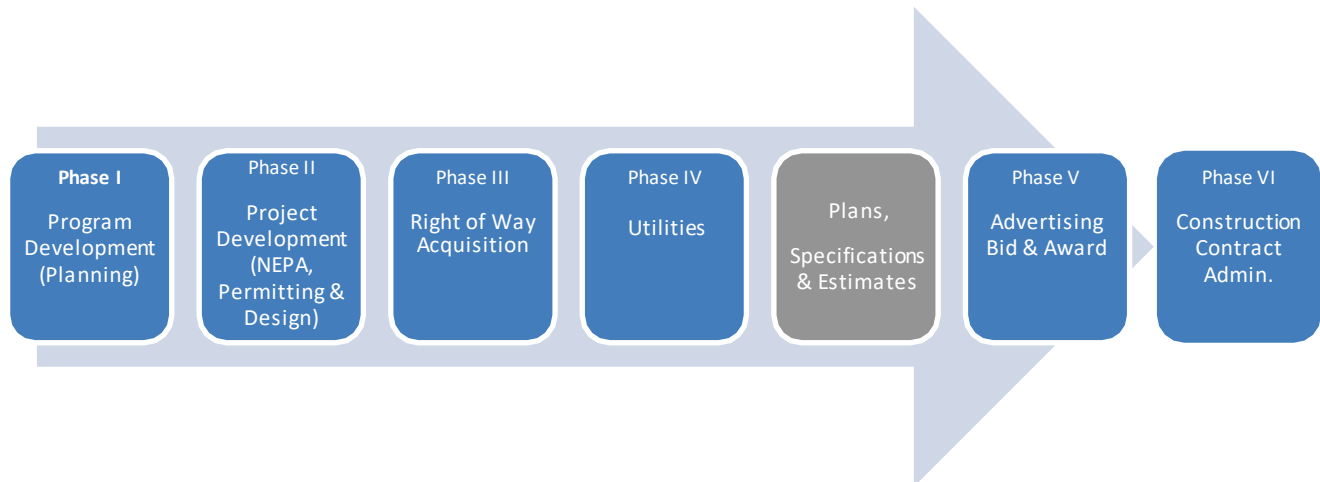 Phase I
Program
Development
(Planning)
Phase II
Project
Development
(NEPA,
Permitting &
Design)
Phase III
Right of Way
Acquisition
Phase IV
Utilities
Plans,
Specifications
& Estimates
Phase V
Advertising
Bid & Award
Phase VI
Construction
Contract
Admin.